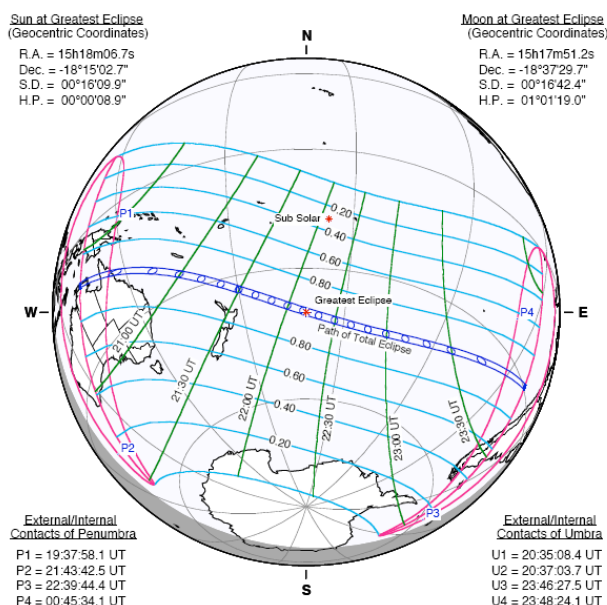 Sun at Greatest Eclipse
(Geocentric Coordinates)
R.A. = 15h18m06.7s
Dec. = -18°15'02.7"
S.D. = 00°16'09.9"
H.P. = 00°00'08.9"
Moon at Greatest Eclipse
(Geocentric Coordinates)
R.A. = 15h17m51.2s
Dec. = -18°37'29.7"
S.D. = 00°16'42.4"
H.P. = 01°01'19.0"
N
P1
Sub Solar
0.20
0.40
0.60
0.80
Greatest Eclipse
W
E
P4
Path of Total Eclipse
0.80
0.60
0.40
0.20
21:00 UT
21:30 UT
22:00 UT
22:30 UT
23:00 UT
23:30 UT
P2
P3
S
External/Internal
Contacts of Penumbra
P1 = 19:37:58.1 UT
P2 = 21:43:42.5 UT
P3 = 22:39:44.4 UT
P4 = 00:45:34.1 UT
External/Internal
Contacts of Umbra
U1 = 20:35:08.4 UT
U2 = 20:37:03.7 UT
U3 = 23:46:27.5 UT
U4 = 23:48:24.1 UT